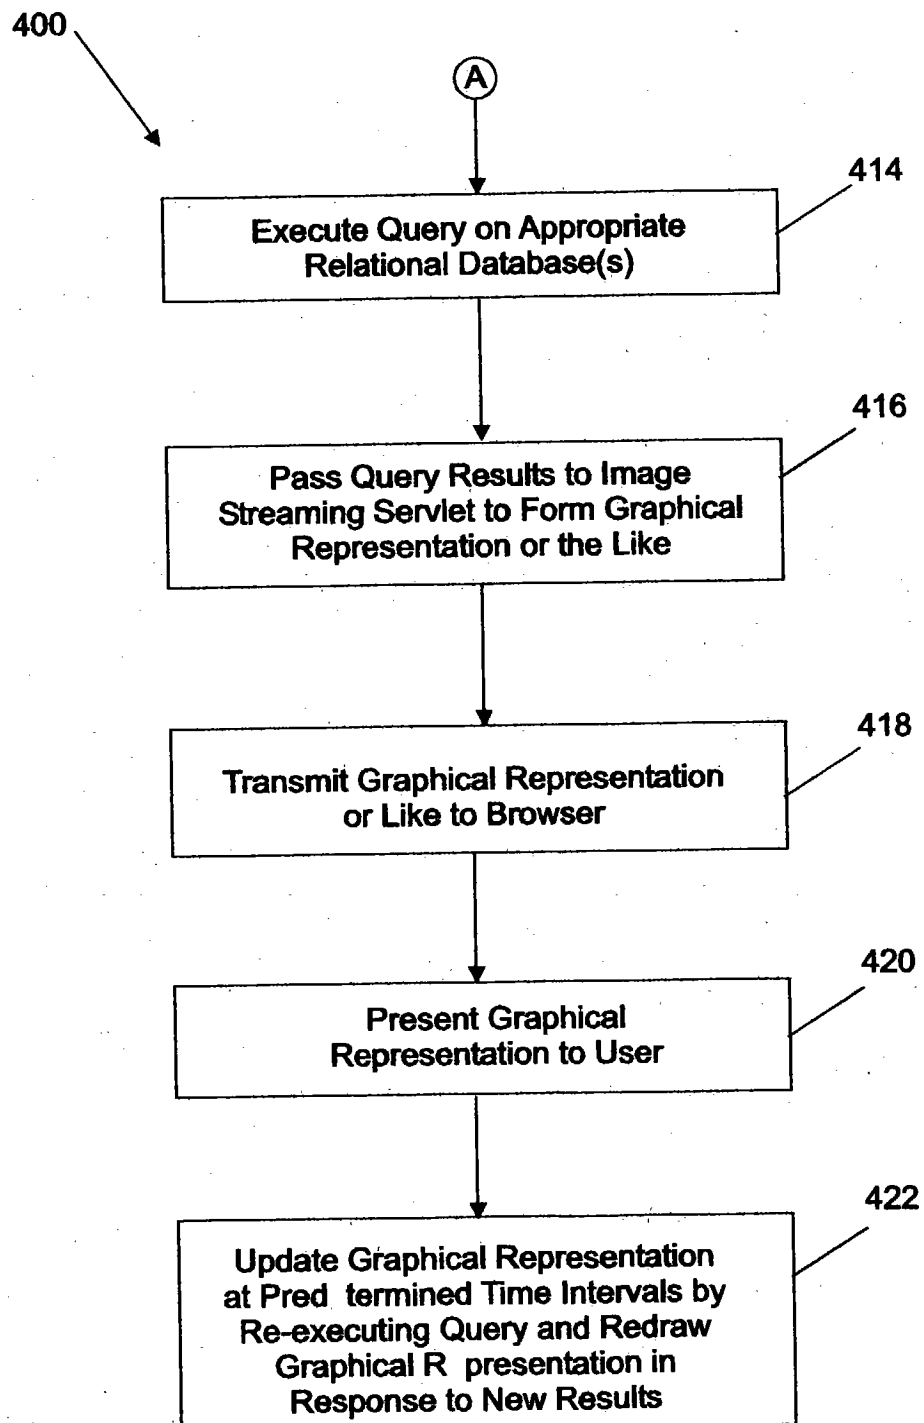 400
A
414
Execute Query on Appropriate
Relational Database(s)
416
Pass Query Results to Image
Streaming Servlet to Form Graphical
Representation or the Like
418
Transmit Graphical Representation
or Like to Browser
420
Present Graphical
Representation to User
422
Update Graphical Representation
at Pred termined Time Intervals by
Re-executing Query and Redraw
Graphical R presentation in
Response to New Results